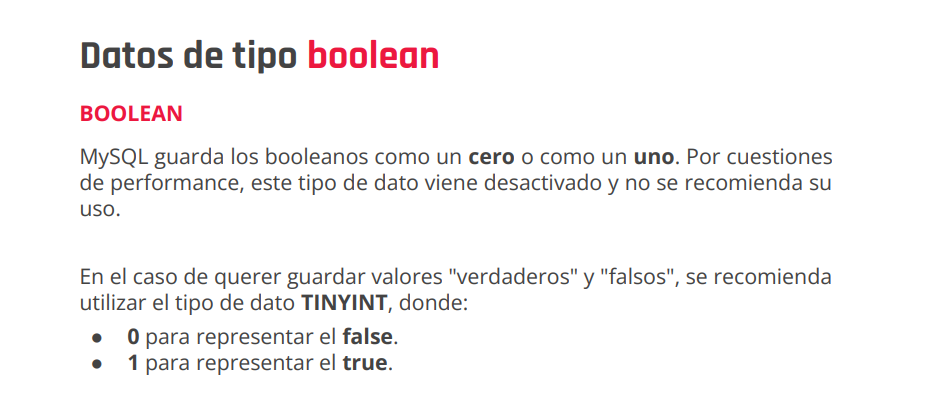 Datos de tipo boolean
BOOLEAN
MySQL guarda los booleanos como un cero o como un uno. Por cuestiones
de performance, este tipo de dato viene desactivado y no se recomienda su
uso.
En el caso de querer guardar valores "verdaderos" y "falsos", se recomienda
utilizar el tipo de dato TINYINT, donde:
● 0 para representar el false.
● 1 para representar el true.